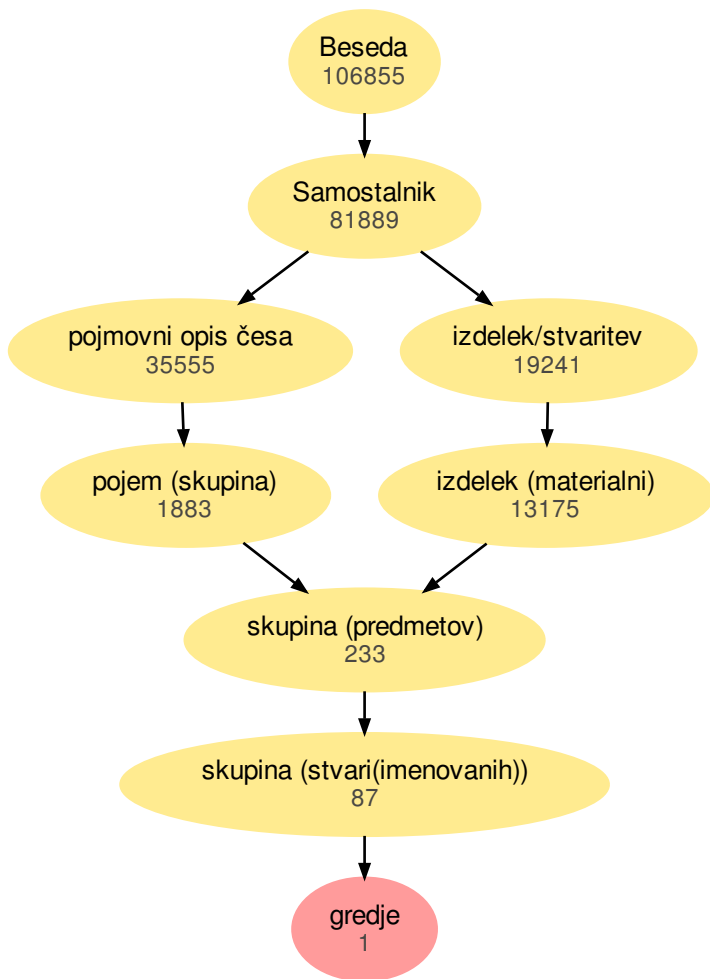 Beseda
106855
Samostalnik
81889
pojmovni opis česa
35555
izdelek/stvaritev
19241
pojem (skupina)
1883
izdelek (materialni)
13175
skupina (predmetov)
233
skupina (stvari(imenovanih))
87
gredje
1